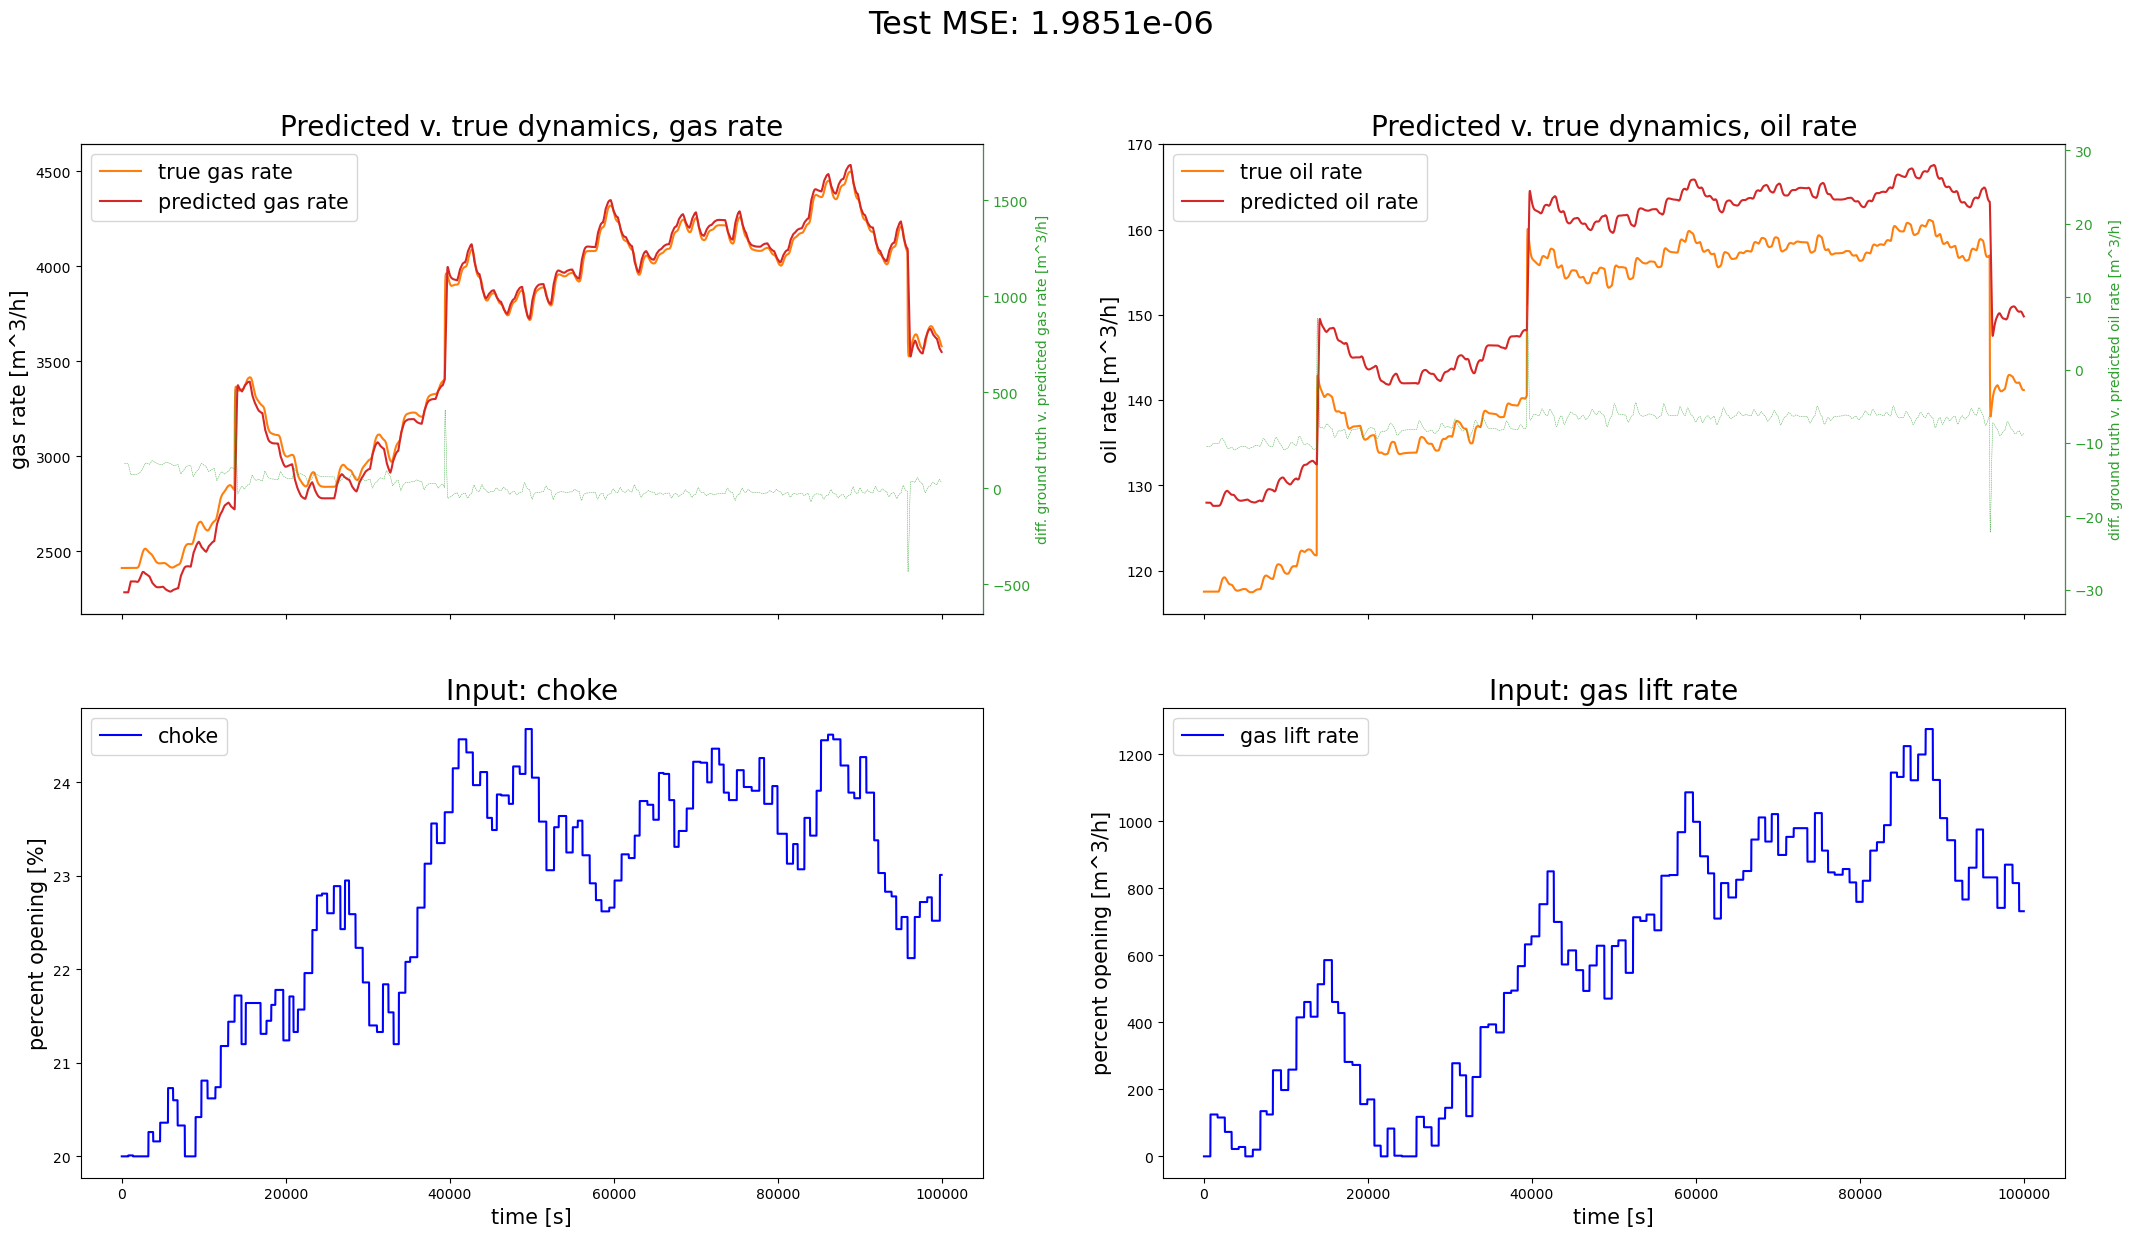 Test MSE: 1.9851e-06
Predicted v. true dynamics, gas rate
true gas rate
predicted gas rate
gas rate [m^3/h]
4500
4000
3500
3000
2500
1500
1000
500
0
−500
diff. ground truth v. predicted gas rate [m^3/h]
Predicted v. true dynamics, oil rate
true oil rate
predicted oil rate
oil rate [m^3/h]
170
160
150
140
130
120
30
20
10
0
−10
−20
−30
diff. ground truth v. predicted oil rate [m^3/h]
Input: choke
choke
percent opening [%]
24
23
22
21
20
0 20000 40000 60000 80000 100000
time [s]
Input: gas lift rate
gas lift rate
percent opening [m^3/h]
1200
1000
800
600
400
200
0
0 20000 40000 60000 80000 100000
time [s]